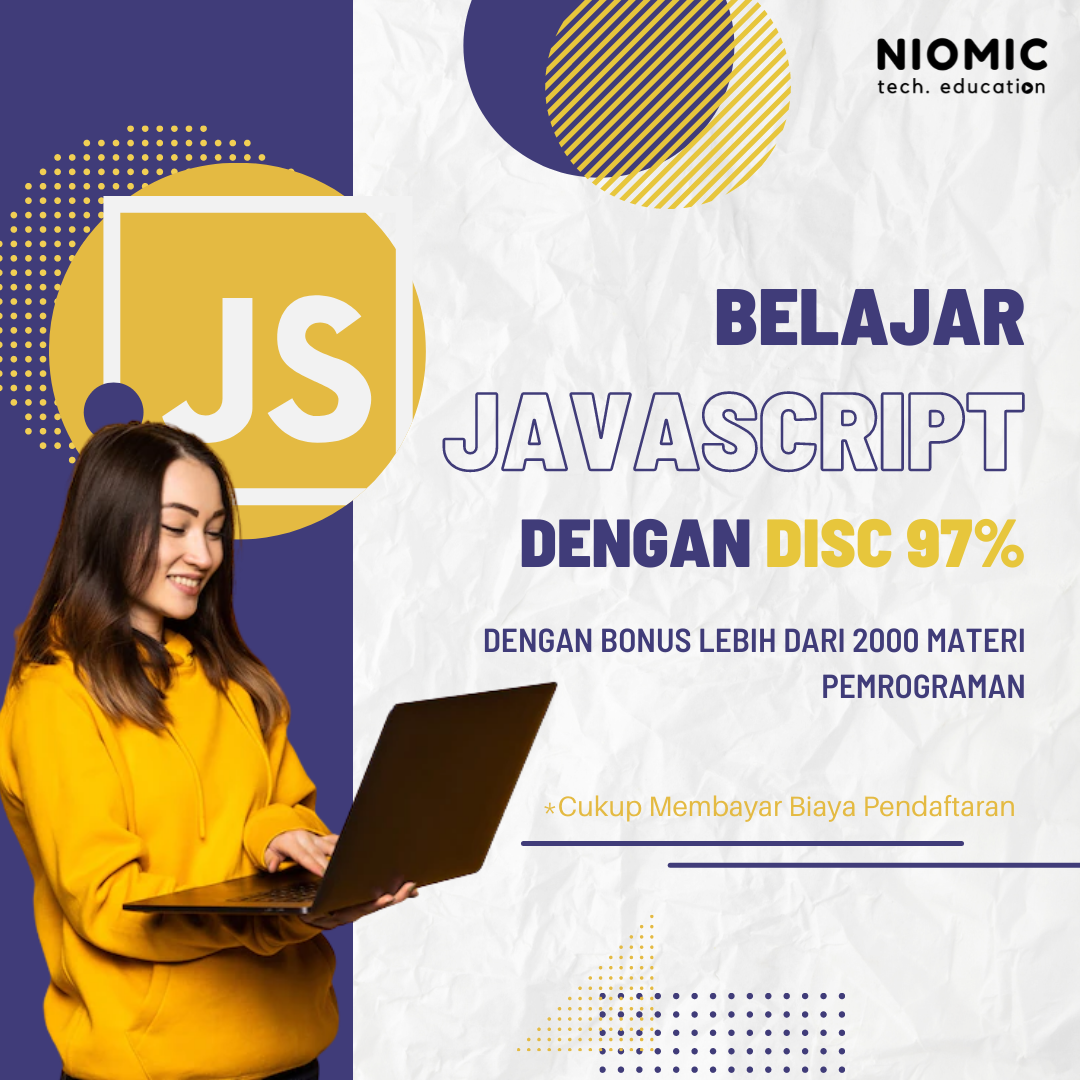 NIOMIC
tech. education
JS
BELAJAR
JAVASCRIPT
DENGAN DISC 97%
DENGAN BONUS LEBIH DARI 2000 MATERI
PEMROGRAMAN
*Cukup Membayar Biaya Pendaftaran